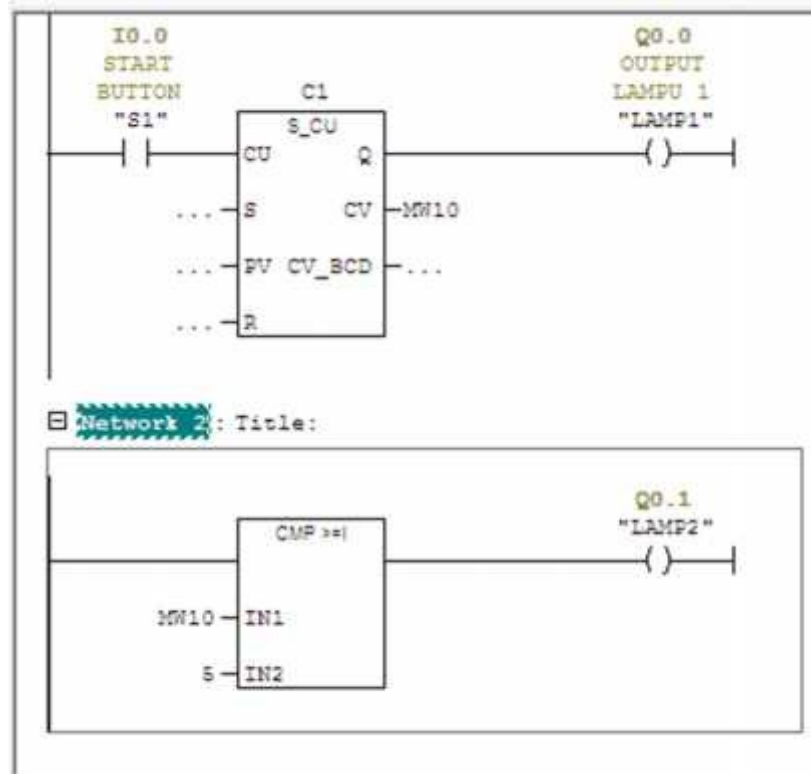 I0.0
START
BUTTON
"S1"
Q0.0
OUTPUT
LAMPU 1
"LAMP1"
C1
S_CU
CU
Q
... S
CV MW10
... PV
CV_BCD ...
... R
Network 2: Title:
Q0.1
"LAMP2"
CMP >=I
MW10 IN1
5 IN2